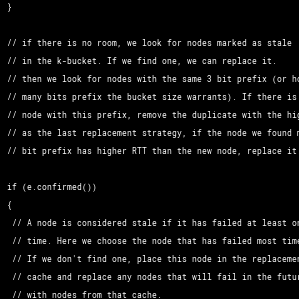 }
// if there is no room, we look for nodes marked as stale
// in the k-bucket. If we find one, we can replace it.
// then we look for nodes with the same 3 bit prefix (or
// many bits prefix the bucket size warrants). If there is
// node with this prefix, remove the duplicate with the
// as the last replacement strategy, if the node we found
// bit prefix has higher RTT than the new node, replace it
if (e.confirmed())
{
// A node is considered stale if it has failed at least
// time. Here we choose the node that has failed most
// If we don't find one, place this node in the
// cache and replace any nodes that will fail in the
// with nodes from that cache.